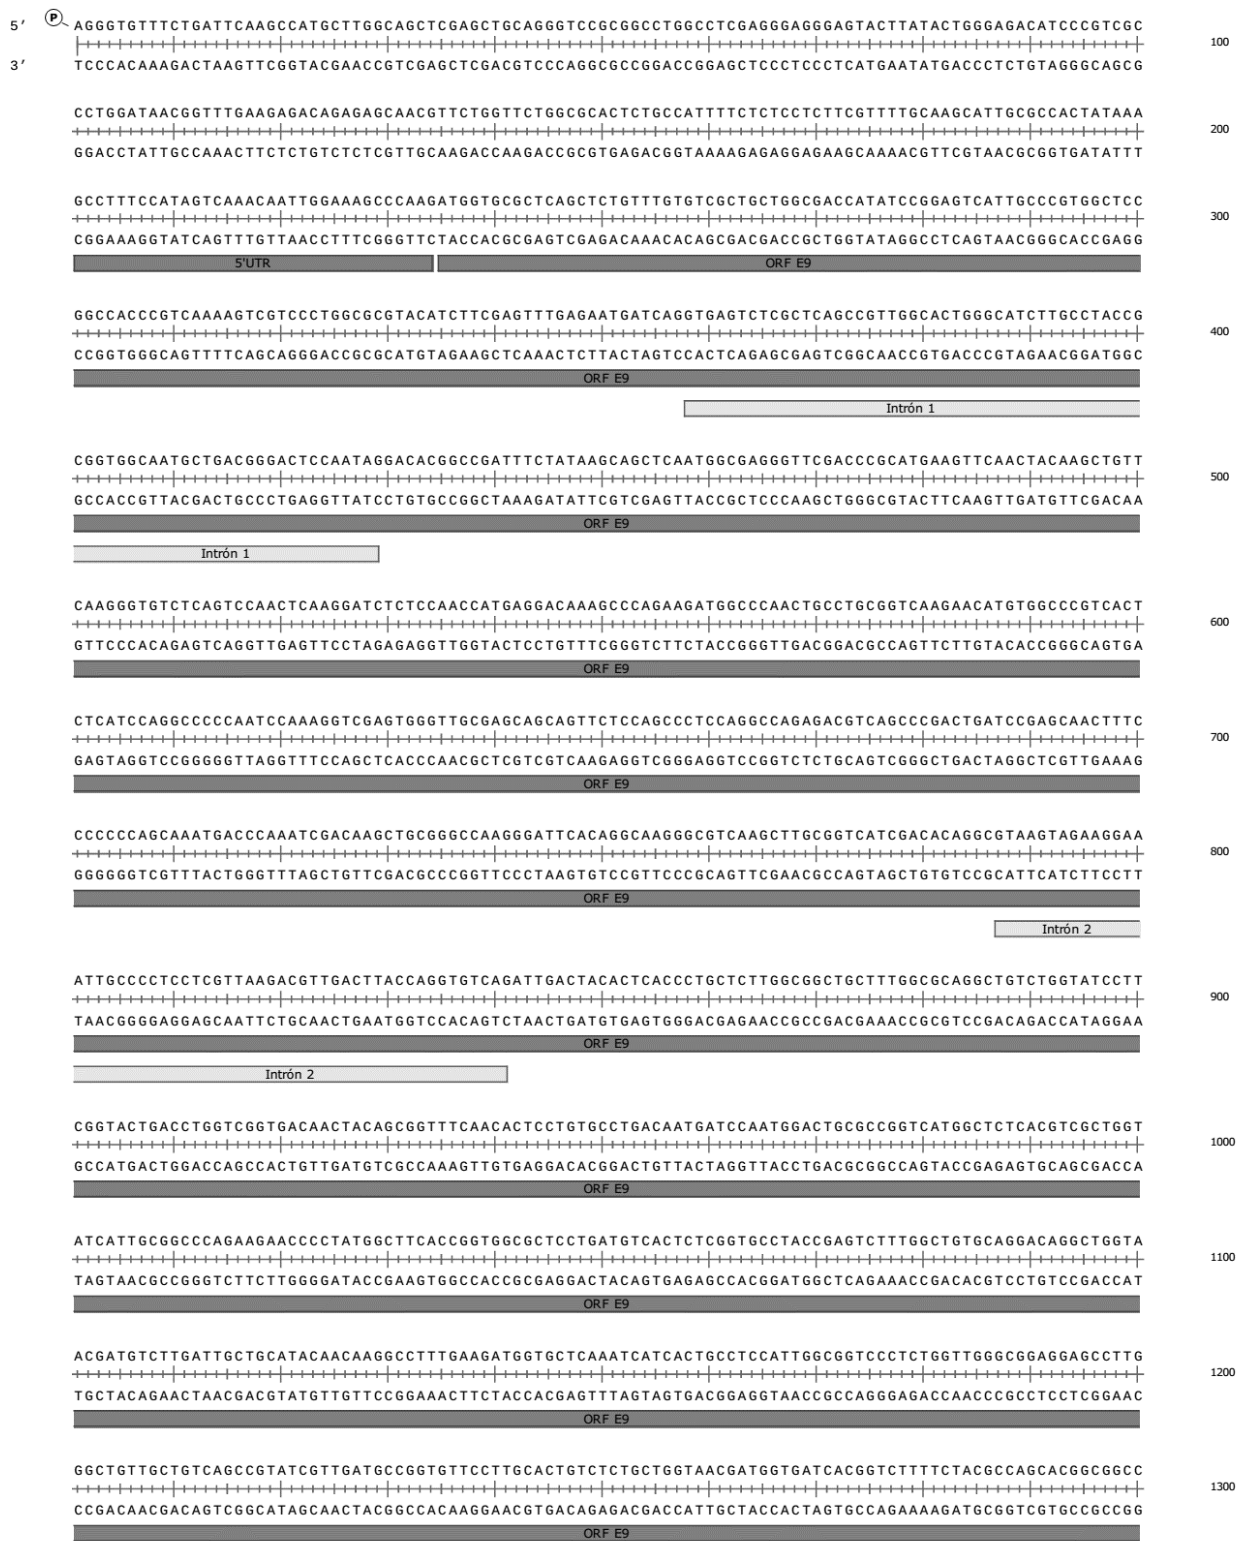 5′ P AGGGTGTTTCTGATTCAAGCCATGCTTGGCAGCTCGAGCTGCAGGGTCCGCGGCCTGGCCTCGAGGGAGGGAGTACTTATACTGGGAGACATCCCGTCGC
100
3′ TCCCACAAAGACTAAGTTCGGTACGAACCGTCGAGCTCGACGTCCCAGGCGCCGGACCGGAGCTCCCTCCCTCATGAATATGACCCTCTGTAGGGCAGCG
CCTGGATAACGGTTTGAAGAGACAGAGAGCAACGTTCTGGTTCTGGCGCACTCTGCCATTTTCTCTCCTCTTCGTTTTGCAAGCATTGCGCCACTATAAA
200
GGACCTATTGCCAAACTTCTCTGTCTCTCGTTGCAAGACCAAGACCGCGTGAGACGGTAAAAGAGAGGAGAAGCAAAACGTTCGTAACGCGGTGATATTT
GCCTTTCCATAGTCAAACAATTGGAAAGCCCAAGATGGTGCGCTCAGCTCTGTTTGTGTCGCTGCTGGCGACCATATCCGGAGTCATTGCCCGTGGCTCC
300
CGGAAAGGTATCAGTTTGTTAACCTTTCGGGTTCTACCACGCGAGTCGAGACAAACACAGCGACGACCGCTGGTATAGGCCTCAGTAACGGGCACCGAGG
5'UTR ORF E9
GGCCACCCGTCAAAAGTCGTCCCTGGCGCGTACATCTTCGAGTTTGAGAATGATCAGGTGAGTCTCGCTCAGCCGTTGGCACTGGGCATCTTGCCTACCG
400
CCGGTGGGCAGTTTTCAGCAGGGACCGCGCATGTAGAAGCTCAAACTCTTACTAGTCCACTCAGAGCGAGTCGGCAACCGTGACCCGTAGAACGGATGGC
ORF E9
Intrón 1
CGGTGGCAATGCTGACGGGACTCCAATAGGACACGGCCGATTTCTATAAGCAGCTCAATGGCGAGGGTTCGACCCGCATGAAGTTCAACTACAAGCTGTT
500
GCCACCGTTACGACTGCCCTGAGGTTATCCTGTGCCGGCTAAAGATATTCGTCGAGTTACCGCTCCCAAGCTGGGCGTACTTCAAGTTGATGTTCGACAA
ORF E9
Intrón 1
CAAGGGTGTCTCAGTCCAACTCAAGGATCTCTCCAACCATGAGGACAAAGCCCAGAAGATGGCCCAACTGCCTGCGGTCAAGAACATGTGGCCCGTCACT
600
GTTCCCACAGAGTCAGGTTGAGTTCCTAGAGAGGTTGGTACTCCTGTTTCGGGTCTTCTACCGGGTTGACGGACGCCAGTTCTTGTACACCGGGCAGTGA
ORF E9
CTCATCCAGGCCCCCAATCCAAAGGTCGAGTGGGTTGCGAGCAGCAGTTCTCCAGCCCTCCAGGCCAGAGACGTCAGCCCGACTGATCCGAGCAACTTTC
700
GAGTAGGTCCGGGGGTTAGGTTTCCAGCTCACCCAACGCTCGTCGTCAAGAGGTCGGGAGGTCCGGTCTCTGCAGTCGGGCTGACTAGGCTCGTTGAAAG
ORF E9
CCCCCCAGCAAATGACCCAAATCGACAAGCTGCGGGCCAAGGGATTCACAGGCAAGGGCGTCAAGCTTGCGGTCATCGACACAGGCGTAAGTAGAAGGAA
800
GGGGGGTCGTTTACTGGGTTTAGCTGTTCGACGCCCGGTTCCCTAAGTGTCCGTTCCCGCAGTTCGAACGCCAGTAGCTGTGTCCGCATTCATCTTCCTT
ORF E9
Intrón 2
ATTGCCCCTCCTCGTTAAGACGTTGACTTACCAGGTGTCAGATTGACTACACTCACCCTGCTCTTGGCGGCTGCTTTGGCGCAGGCTGTCTGGTATCCTT
900
TAACGGGGAGGAGCAATTCTGCAACTGAATGGTCCACAGTCTAACTGATGTGAGTGGGACGAGAACCGCCGACGAAACCGCGTCCGACAGACCATAGGAA
ORF E9
Intrón 2
CGGTACTGACCTGGTCGGTGACAACTACAGCGGTTTCAACACTCCTGTGCCTGACAATGATCCAATGGACTGCGCCGGTCATGGCTCTCACGTCGCTGGT
1000
GCCATGACTGGACCAGCCACTGTTGATGTCGCCAAAGTTGTGAGGACACGGACTGTTACTAGGTTACCTGACGCGGCCAGTACCGAGAGTGCAGCGACCA
ORF E9
ATCATTGCGGCCCAGAAGAACCCCTATGGCTTCACCGGTGGCGCTCCTGATGTCACTCTCGGTGCCTACCGAGTCTTTGGCTGTGCAGGACAGGCTGGTA
1100
TAGTAACGCCGGGTCTTCTTGGGGATACCGAAGTGGCCACCGCGAGGACTACAGTGAGAGCCACGGATGGCTCAGAAACCGACACGTCCTGTCCGACCAT
ORF E9
ACGATGTCTTGATTGCTGCATACAACAAGGCCTTTGAAGATGGTGCTCAAATCATCACTGCCTCCATTGGCGGTCCCTCTGGTTGGGCGGAGGAGCCTTG
1200
TGCTACAGAACTAACGACGTATGTTGTTCCGGAAACTTCTACCACGAGTTTAGTAGTGACGGAGGTAACCGCCAGGGAGACCAACCCGCCTCCTCGGAAC
ORF E9
GGCTGTTGCTGTCAGCCGTATCGTTGATGCCGGTGTTCCTTGCACTGTCTCTGCTGGTAACGATGGTGATCACGGTCTTTTCTACGCCAGCACGGCGGCC
1300
CCGACAACGACAGTCGGCATAGCAACTACGGCCACAAGGAACGTGACAGAGACGACCATTGCTACCACTAGTGCCAGAAAAGATGCGGTCGTGCCGCCGG
ORF E9